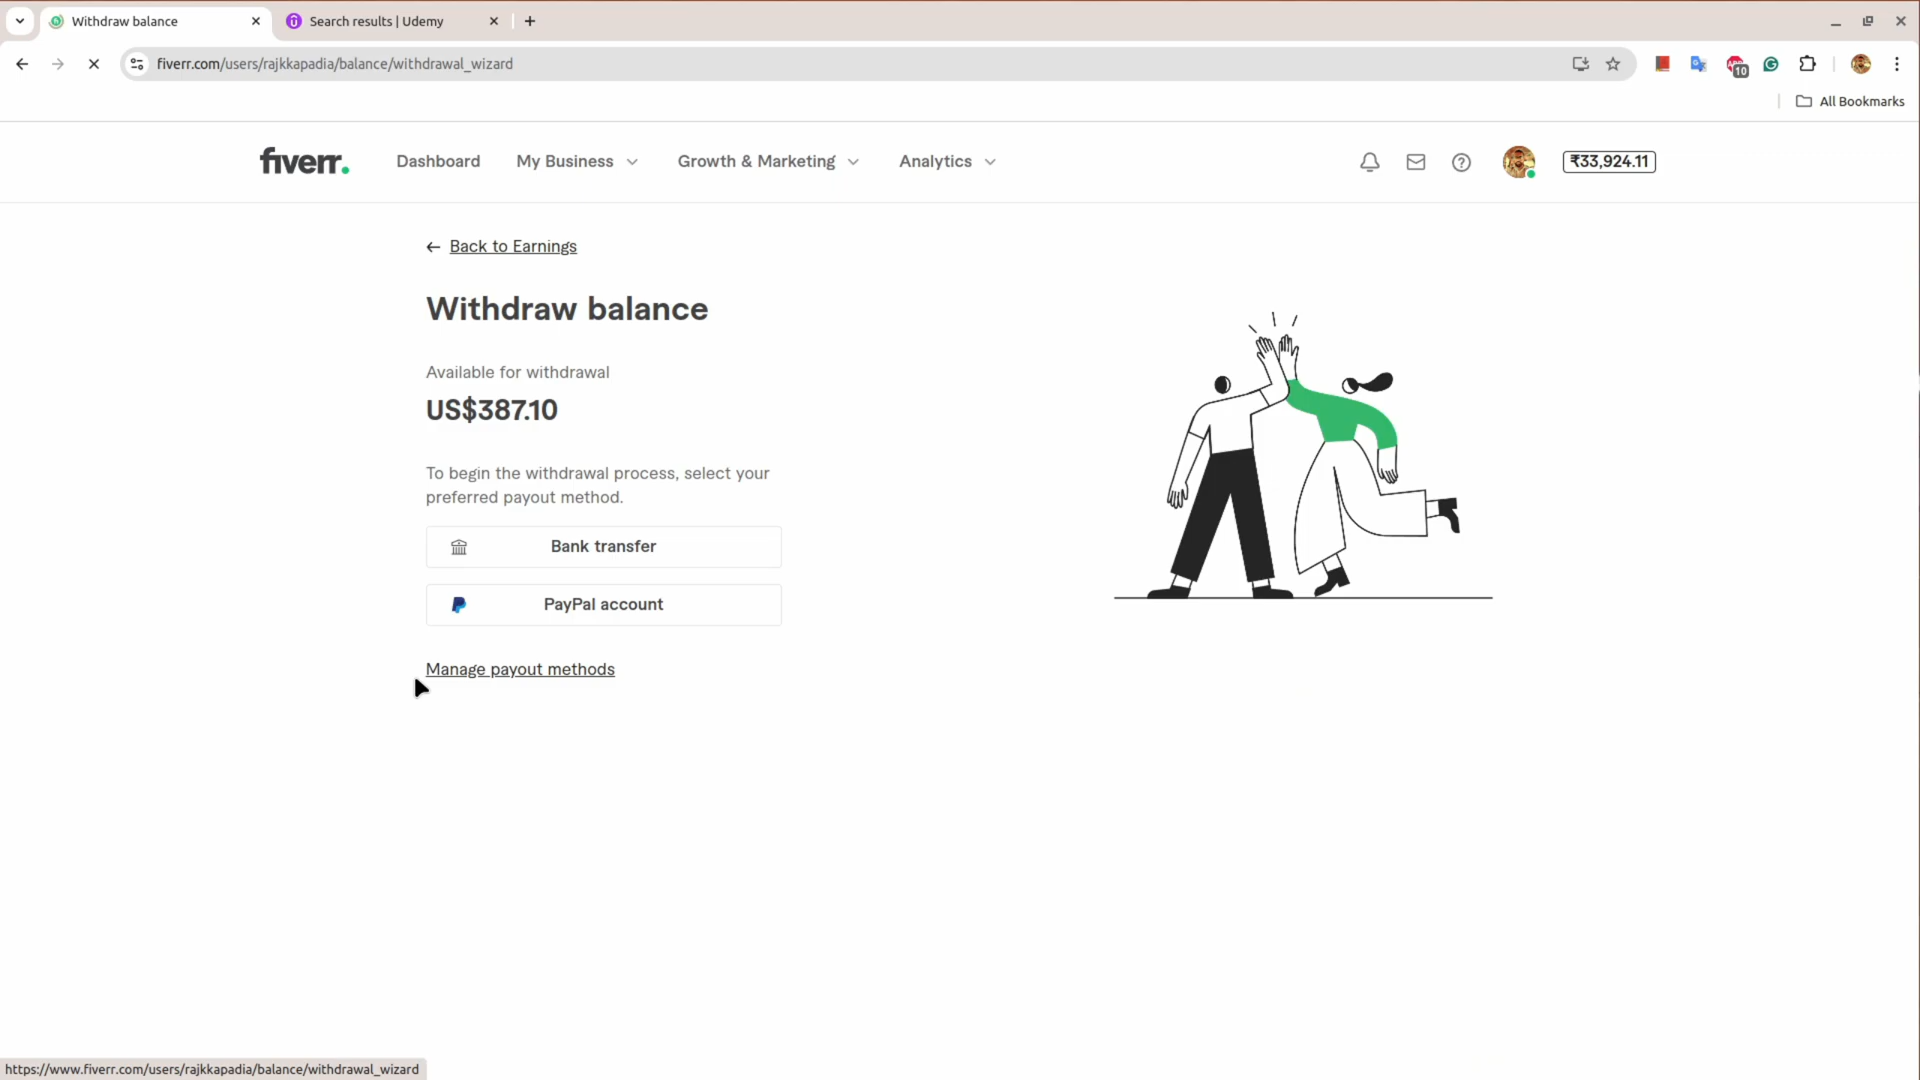 Withdraw balance
Search results | Udemy
fiverr.com/users/rajkkapadia/balance/withdrawal_wizard
10
All Bookmarks
fiverr.
Dashboard
My Business
Growth & Marketing
Analytics
₹33,924.11
Back to Earnings
Withdraw balance
Available for withdrawal
US$387.10
To begin the withdrawal process, select your
preferred payout method.
Bank transfer
PayPal account
Manage payout methods
https://www.fiverr.com/users/rajkkapadia/balance/withdrawal_wizard